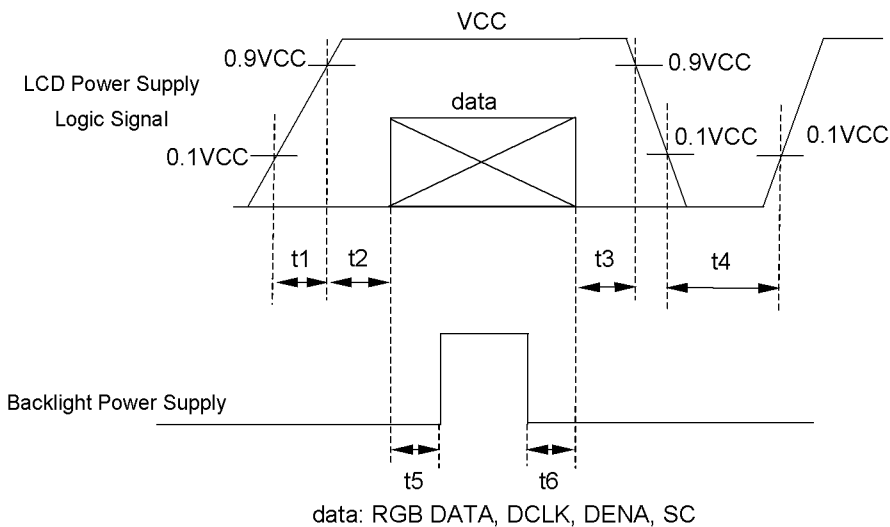 VCC
0.9VCC
0.9VCC
LCD Power Supply
Logic Signal
data
0.1VCC
0.1VCC
0.1VCC
t1
t2
t3
t4
Backlight Power Supply
t5
t6
data: RGB DATA, DCLK, DENA, SC